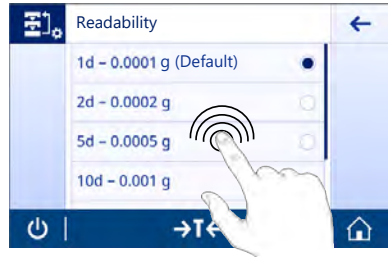 Readability
1d – 0.0001 g (Default)
2d – 0.0002 g
5d – 0.0005 g
10d – 0.001 g
→T←